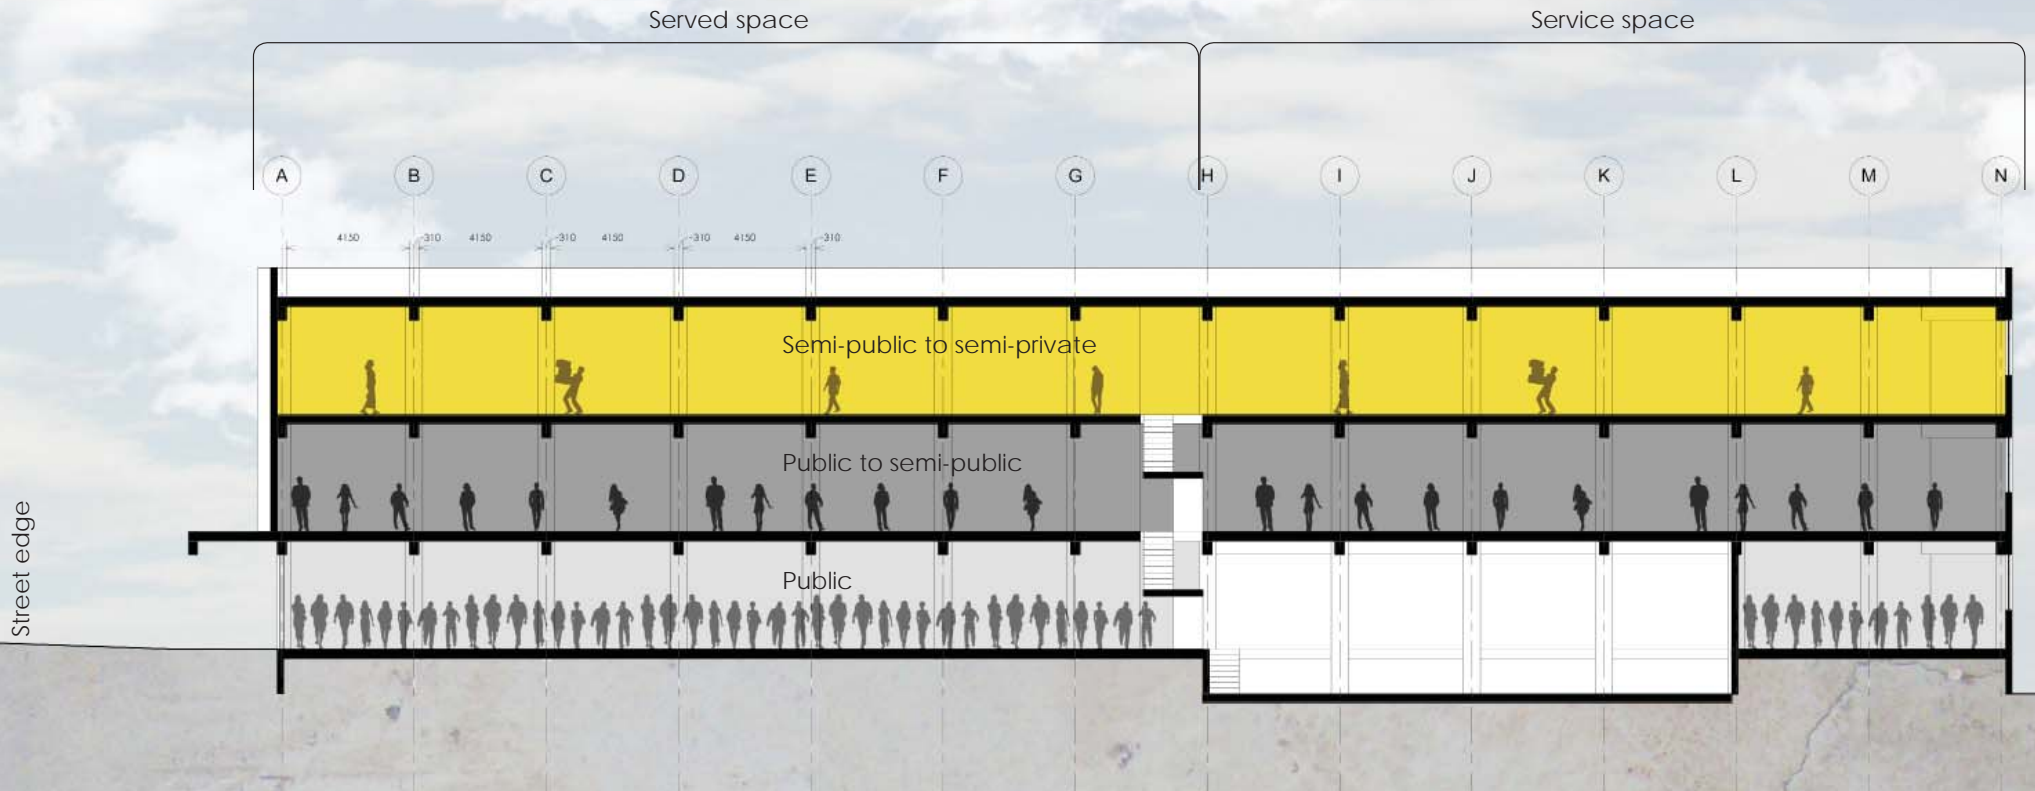 Served space
Service space
A B C D E F G H I J K L M N
4150 310 4150 310 4150 310 4150 310
Semi-public to semi-private
Public to semi-public
Public
Street edge